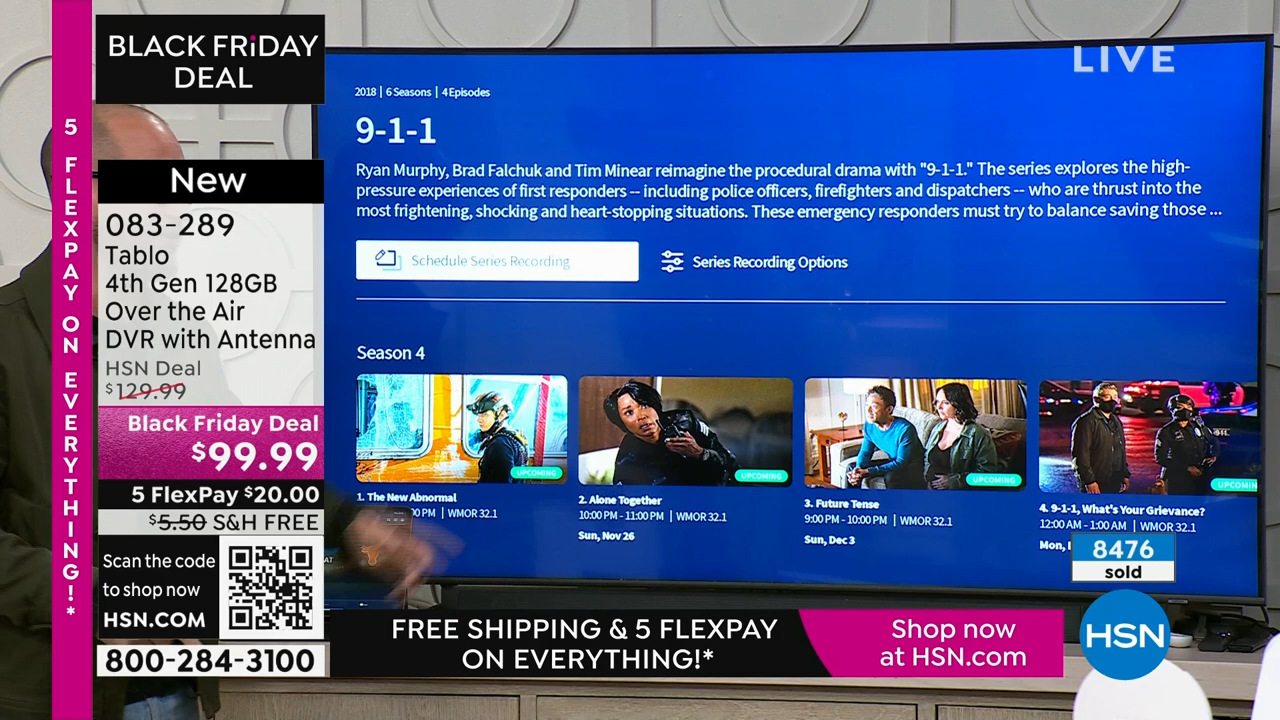 BLACK FRiDAY
DEAL
5 FLEXPAY ON EVERYTHING!*
New
083-289
Tablo
4th Gen 128GB
Over the Air
DVR with Antenna
HSN Deal
$129.99
Black Friday Deal
$99.99
5 FlexPay $20.00
$5.50 S&H FREE
Scan the code
to shop now
HSN.COM
800-284-3100
LIVE
2018 | 6 Seasons | 4 Episodes
9-1-1
Ryan Murphy, Brad Falchuk and Tim Minear reimagine the procedural drama with "9-1-1." The series explores the high-
pressure experiences of first responders -- including police officers, firefighters and dispatchers -- who are thrust into the
most frightening, shocking and heart-stopping situations. These emergency responders must try to balance saving those ...
Schedule Series Recording
Series Recording Options
Season 4
UPCOMING
UPCOMING
UPCOMING
UPCOMIN
1. The New Abnormal
PM | WMOR 32.1
2. Alone Together
10:00 PM - 11:00 PM | WMOR 32.1
Sun, Nov 26
3. Future Tense
9:00 PM - 10:00 PM | WMOR 32.1
Sun, Dec 3
4. 9-1-1, What's Your Grievance?
12:00 AM - 1:00 AM | WMOR 32.1
Mon,
8476
sold
FREE SHIPPING & 5 FLEXPAY
ON EVERYTHING!*
Shop now
at HSN.com
HSN